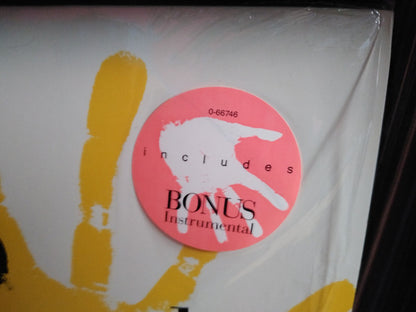 0-66746
includes
BONUS
Instrumental